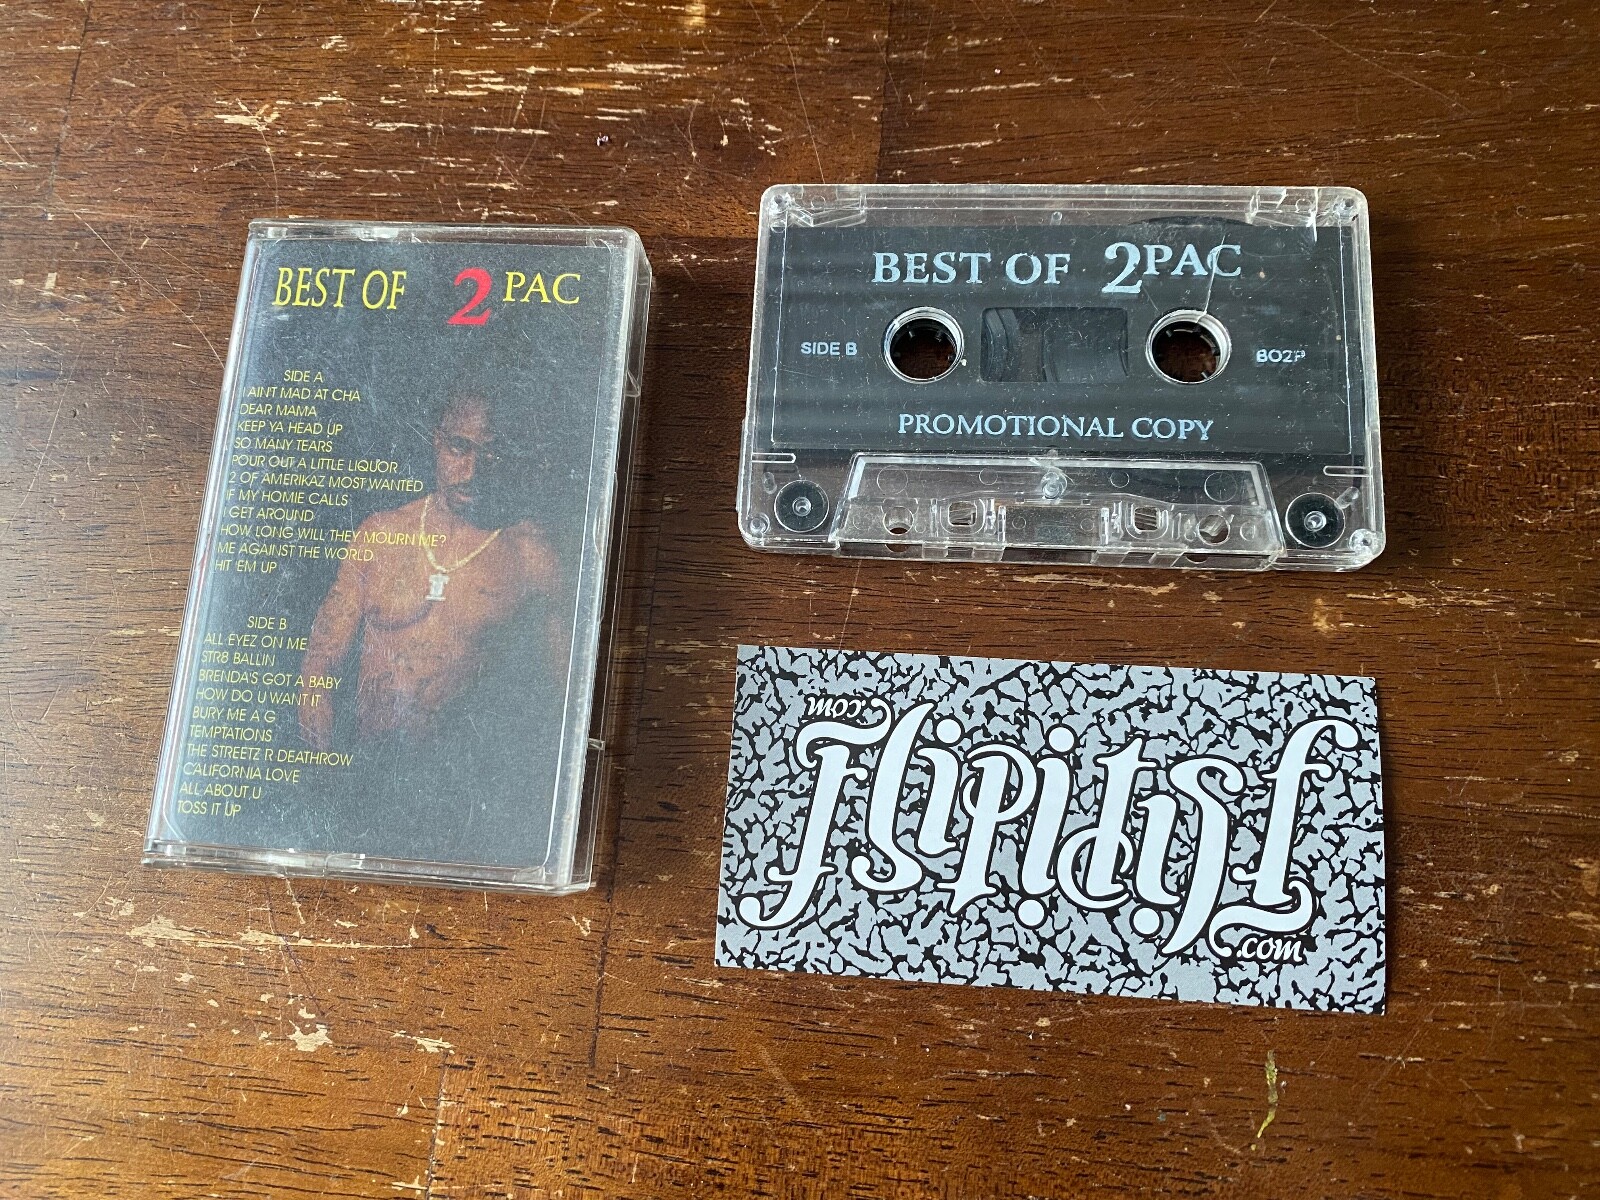 BEST OF 2PAC
SIDE A
I AIN'T MAD AT CHA
DEAR MAMA
KEEP YA HEAD UP
SO MANY TEARS
POUR OUT A LITTLE LIQUOR
2 OF AMERIKAZ MOST WANTED
IF MY HOMIE CALLS
I GET AROUND
HOW LONG WILL THEY MOURN ME?
ME AGAINST THE WORLD
HIT EM UP
SIDE B
ALL EYEZ ON ME
STR8 BALLIN
BRENDA'S GOT A BABY
HOW DO U WANT IT
BURY ME A G
TEMPTATIONS
THE STREETZ R DEATHROW
CALIFORNIA LOVE
ALL ABOUT U
TOSS IT UP
BEST OF 2PAC
SIDE B
BO2P
PROMOTIONAL COPY
.com
flipitist
.com